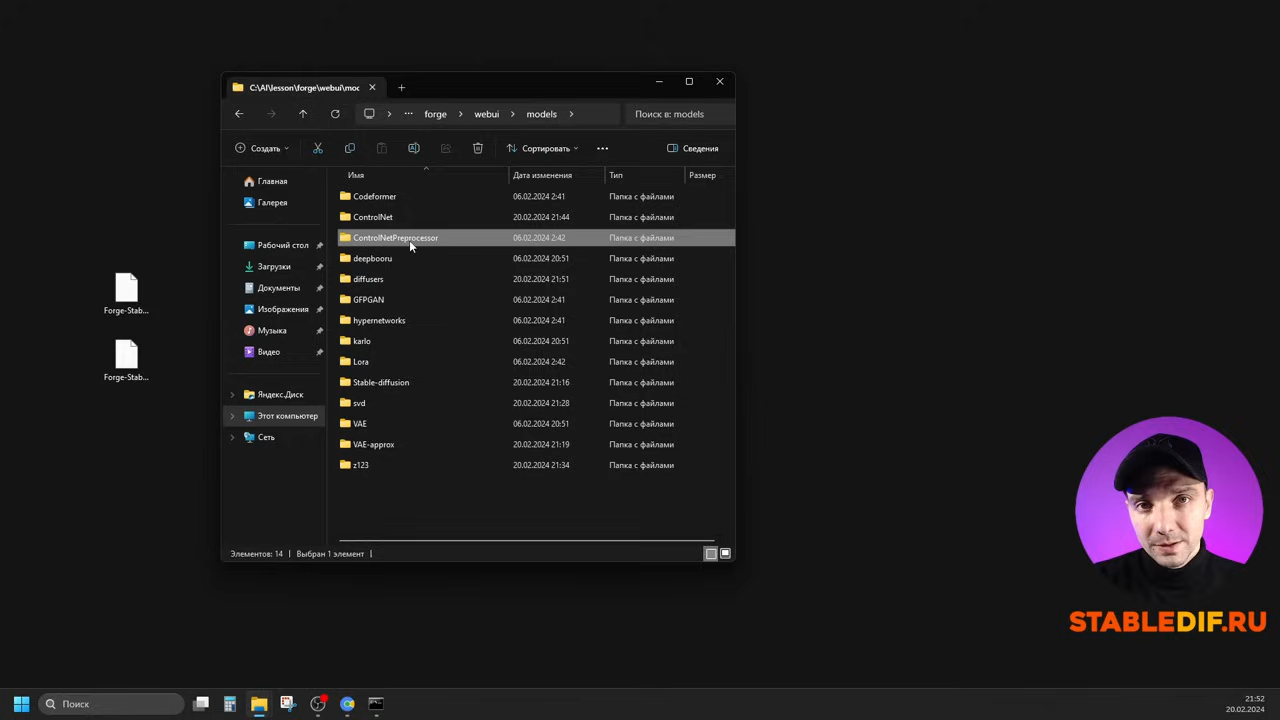 C:\AI\lesson\forge\webui\moc
forge webui models Поиск в: models
Создать Сортировать Сведения
Имя Дата изменения Тип Размер
Главная
Галерея
Рабочий стол
Загрузки
Документы
Изображения
Музыка
Видео
Яндекс.Диск
Этот компьютер
Сеть
Codeformer 06.02.2024 2:41 Папка с файлами
ControlNet 20.02.2024 21:44 Папка с файлами
ControlNetPreprocessor 06.02.2024 2:42 Папка с файлами
deepbooru 06.02.2024 20:51 Папка с файлами
diffusers 20.02.2024 21:51 Папка с файлами
GFPGAN 06.02.2024 2:41 Папка с файлами
hypernetworks 06.02.2024 2:41 Папка с файлами
karlo 06.02.2024 20:51 Папка с файлами
Lora 06.02.2024 2:42 Папка с файлами
Stable-diffusion 20.02.2024 21:16 Папка с файлами
svd 20.02.2024 21:28 Папка с файлами
VAE 06.02.2024 20:51 Папка с файлами
VAE-approx 20.02.2024 21:19 Папка с файлами
z123 20.02.2024 21:34 Папка с файлами
Элементов: 14 Выбран 1 элемент
Forge-Stab...
Forge-Stab...
STABLEDIF.RU
Поиск
21:52
20.02.2024